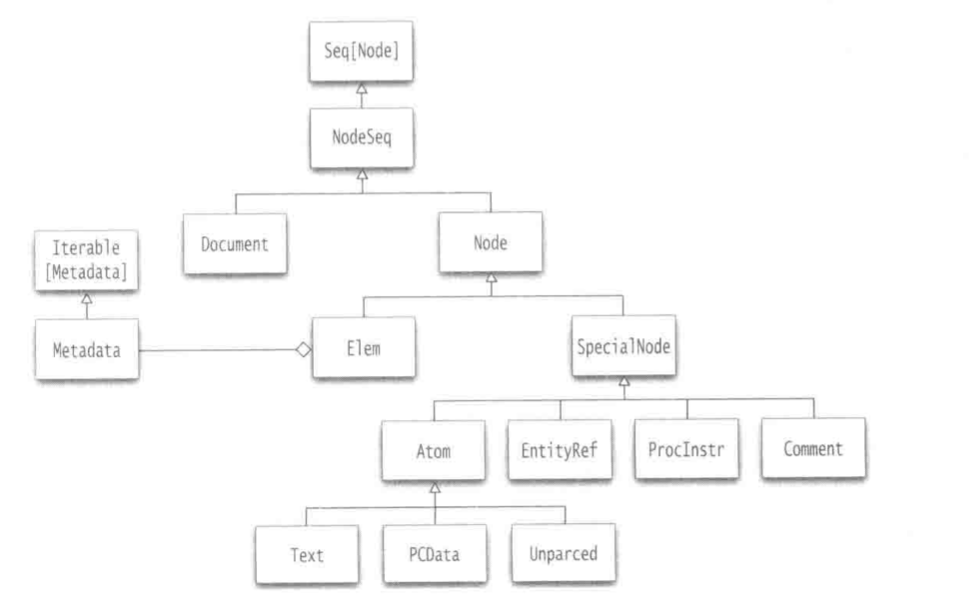 Seq[Node]
NodeSeq
Document
Node
Iterable
[Metadata]
Metadata
Elem
SpecialNode
Atom
EntityRef
ProcInstr
Comment
Text
PCData
Unparced